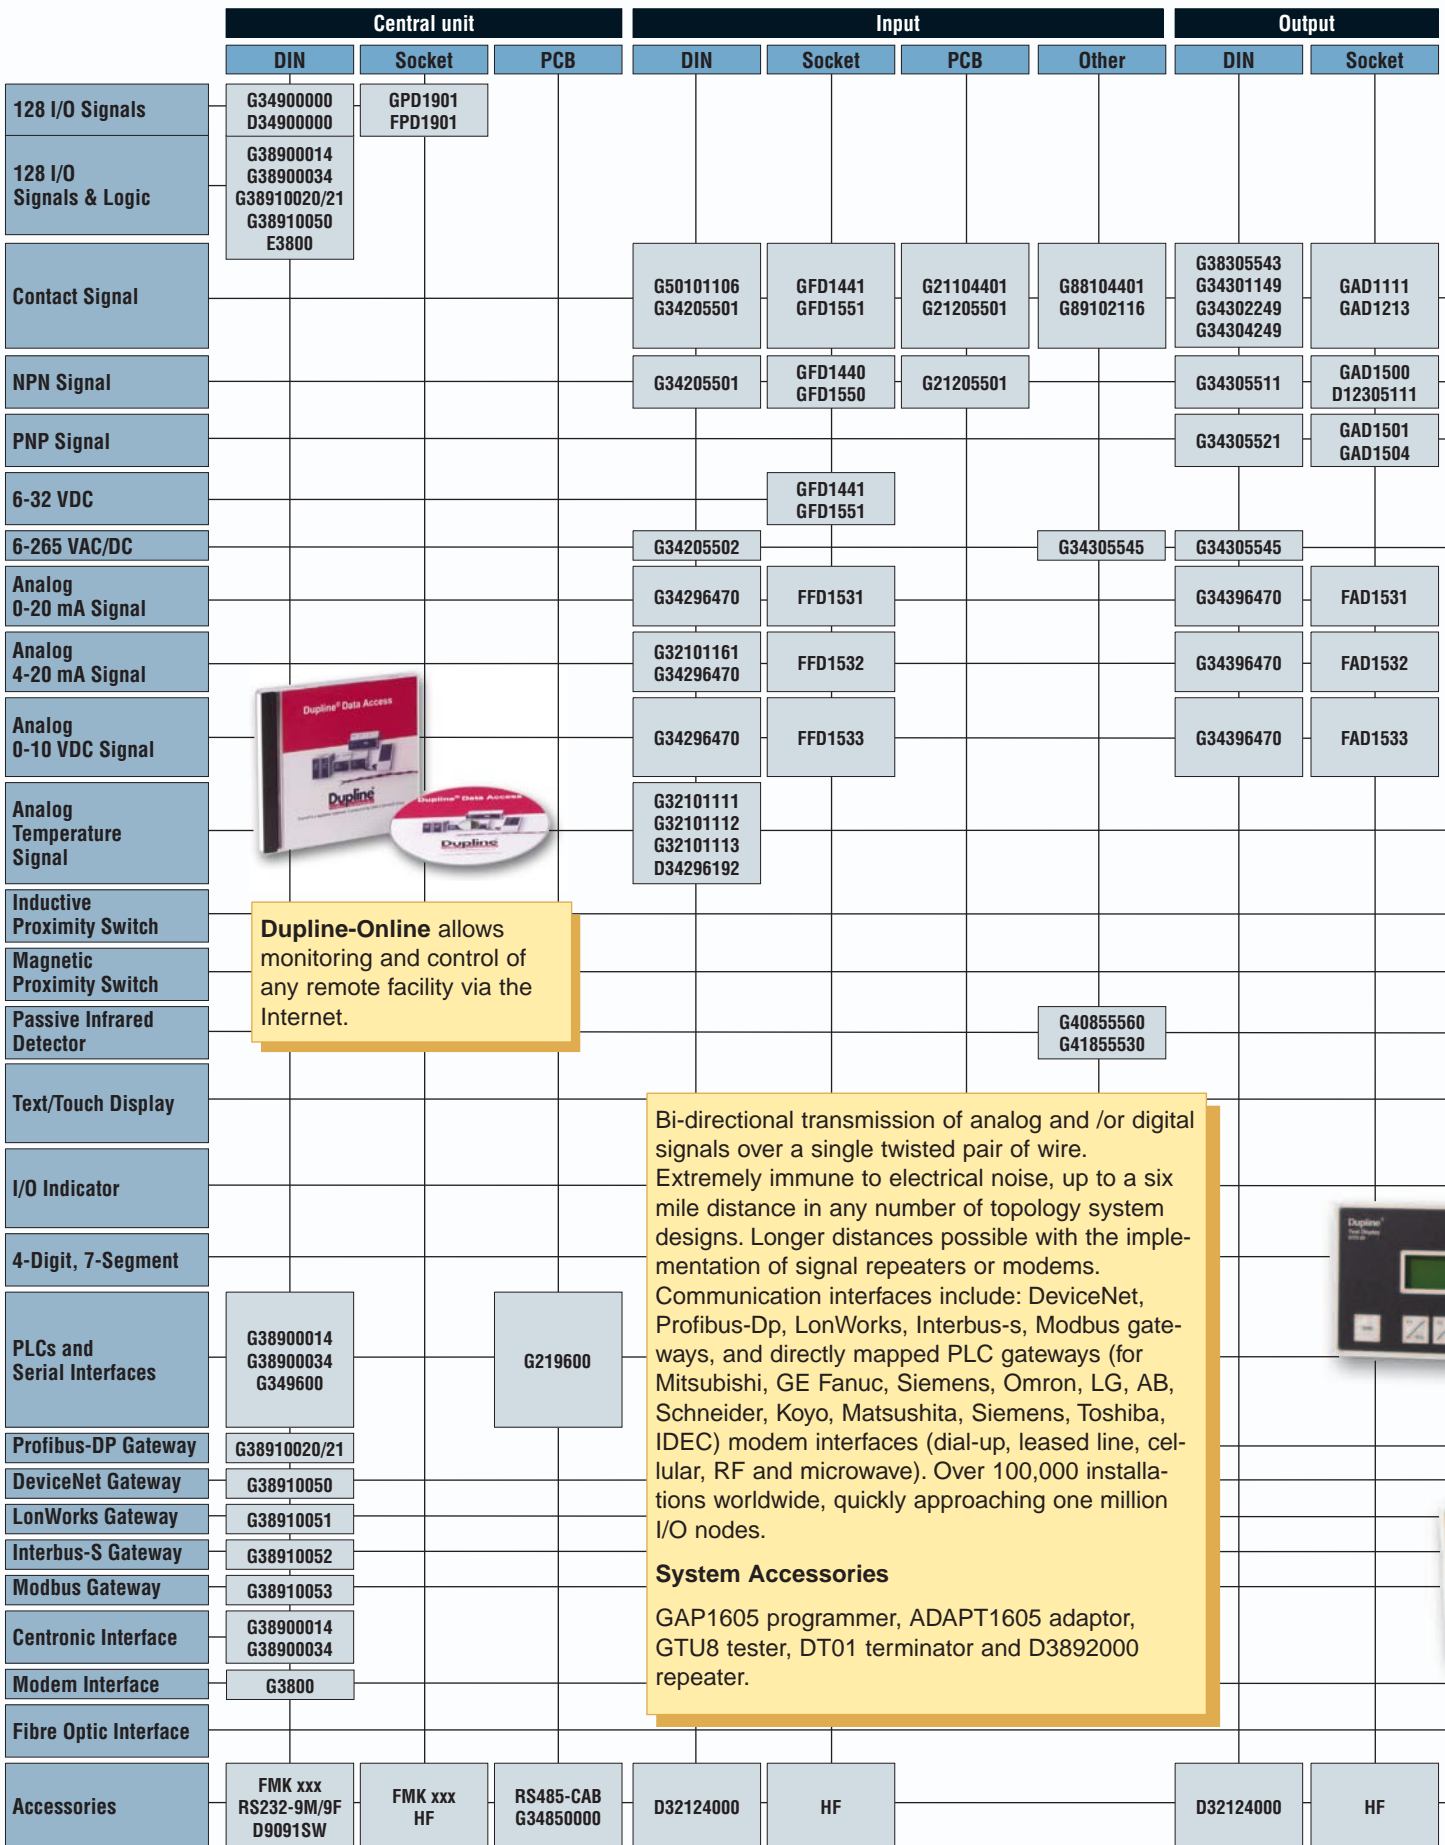 Central unit
Input
Output
DIN
Socket
PCB
DIN
Socket
PCB
Other
DIN
Socket
128 I/O Signals
G34900000
D34900000
GPD1901
FPD1901
128 I/O
Signals & Logic
G38900014
G38900034
G38910020/21
G38910050
E3800
Contact Signal
G50101106
G34205501
GFD1441
GFD1551
G21104401
G21205501
G88104401
G89102116
G38305543
G34301149
G34302249
G34304249
GAD1111
GAD1213
NPN Signal
G34205501
GFD1440
GFD1550
G21205501
G34305511
GAD1500
D12305111
PNP Signal
G34305521
GAD1501
GAD1504
6-32 VDC
GFD1441
GFD1551
6-265 VAC/DC
G34205502
G34305545
G34305545
Analog
0-20 mA Signal
G34296470
FFD1531
G34396470
FAD1531
Analog
4-20 mA Signal
G32101161
G34296470
FFD1532
G34396470
FAD1532
Analog
0-10 VDC Signal
G34296470
FFD1533
G34396470
FAD1533
Dupline® Data Access
Dupline
Dupline® Data Access
Dupline
Analog
Temperature
Signal
G32101111
G32101112
G32101113
D34296192
Inductive
Proximity Switch
Magnetic
Proximity Switch
Dupline-Online allows
monitoring and control of
any remote facility via the
Internet.
Passive Infrared
Detector
G40855560
G41855530
Text/Touch Display
I/O Indicator
4-Digit, 7-Segment
Bi-directional transmission of analog and /or digital
signals over a single twisted pair of wire.
Extremely immune to electrical noise, up to a six
mile distance in any number of topology system
designs. Longer distances possible with the imple-
mentation of signal repeaters or modems.
Communication interfaces include: DeviceNet,
Profibus-Dp, LonWorks, Interbus-s, Modbus gate-
ways, and directly mapped PLC gateways (for
Mitsubishi, GE Fanuc, Siemens, Omron, LG, AB,
Schneider, Koyo, Matsushita, Siemens, Toshiba,
IDEC) modem interfaces (dial-up, leased line, cel-
lular, RF and microwave). Over 100,000 installa-
tions worldwide, quickly approaching one million
I/O nodes.
System Accessories
GAP1605 programmer, ADAPT1605 adaptor,
GTU8 tester, DT01 terminator and D3892000
repeater.
Dupline®
Text Display
PLCs and
Serial Interfaces
G38900014
G38900034
G349600
G219600
Profibus-DP Gateway
G38910020/21
DeviceNet Gateway
G38910050
LonWorks Gateway
G38910051
Interbus-S Gateway
G38910052
Modbus Gateway
G38910053
Centronic Interface
G38900014
G38900034
Modem Interface
G3800
Fibre Optic Interface
Accessories
FMK xxx
RS232-9M/9F
D9091SW
FMK xxx
HF
RS485-CAB
G34850000
D32124000
HF
D32124000
HF